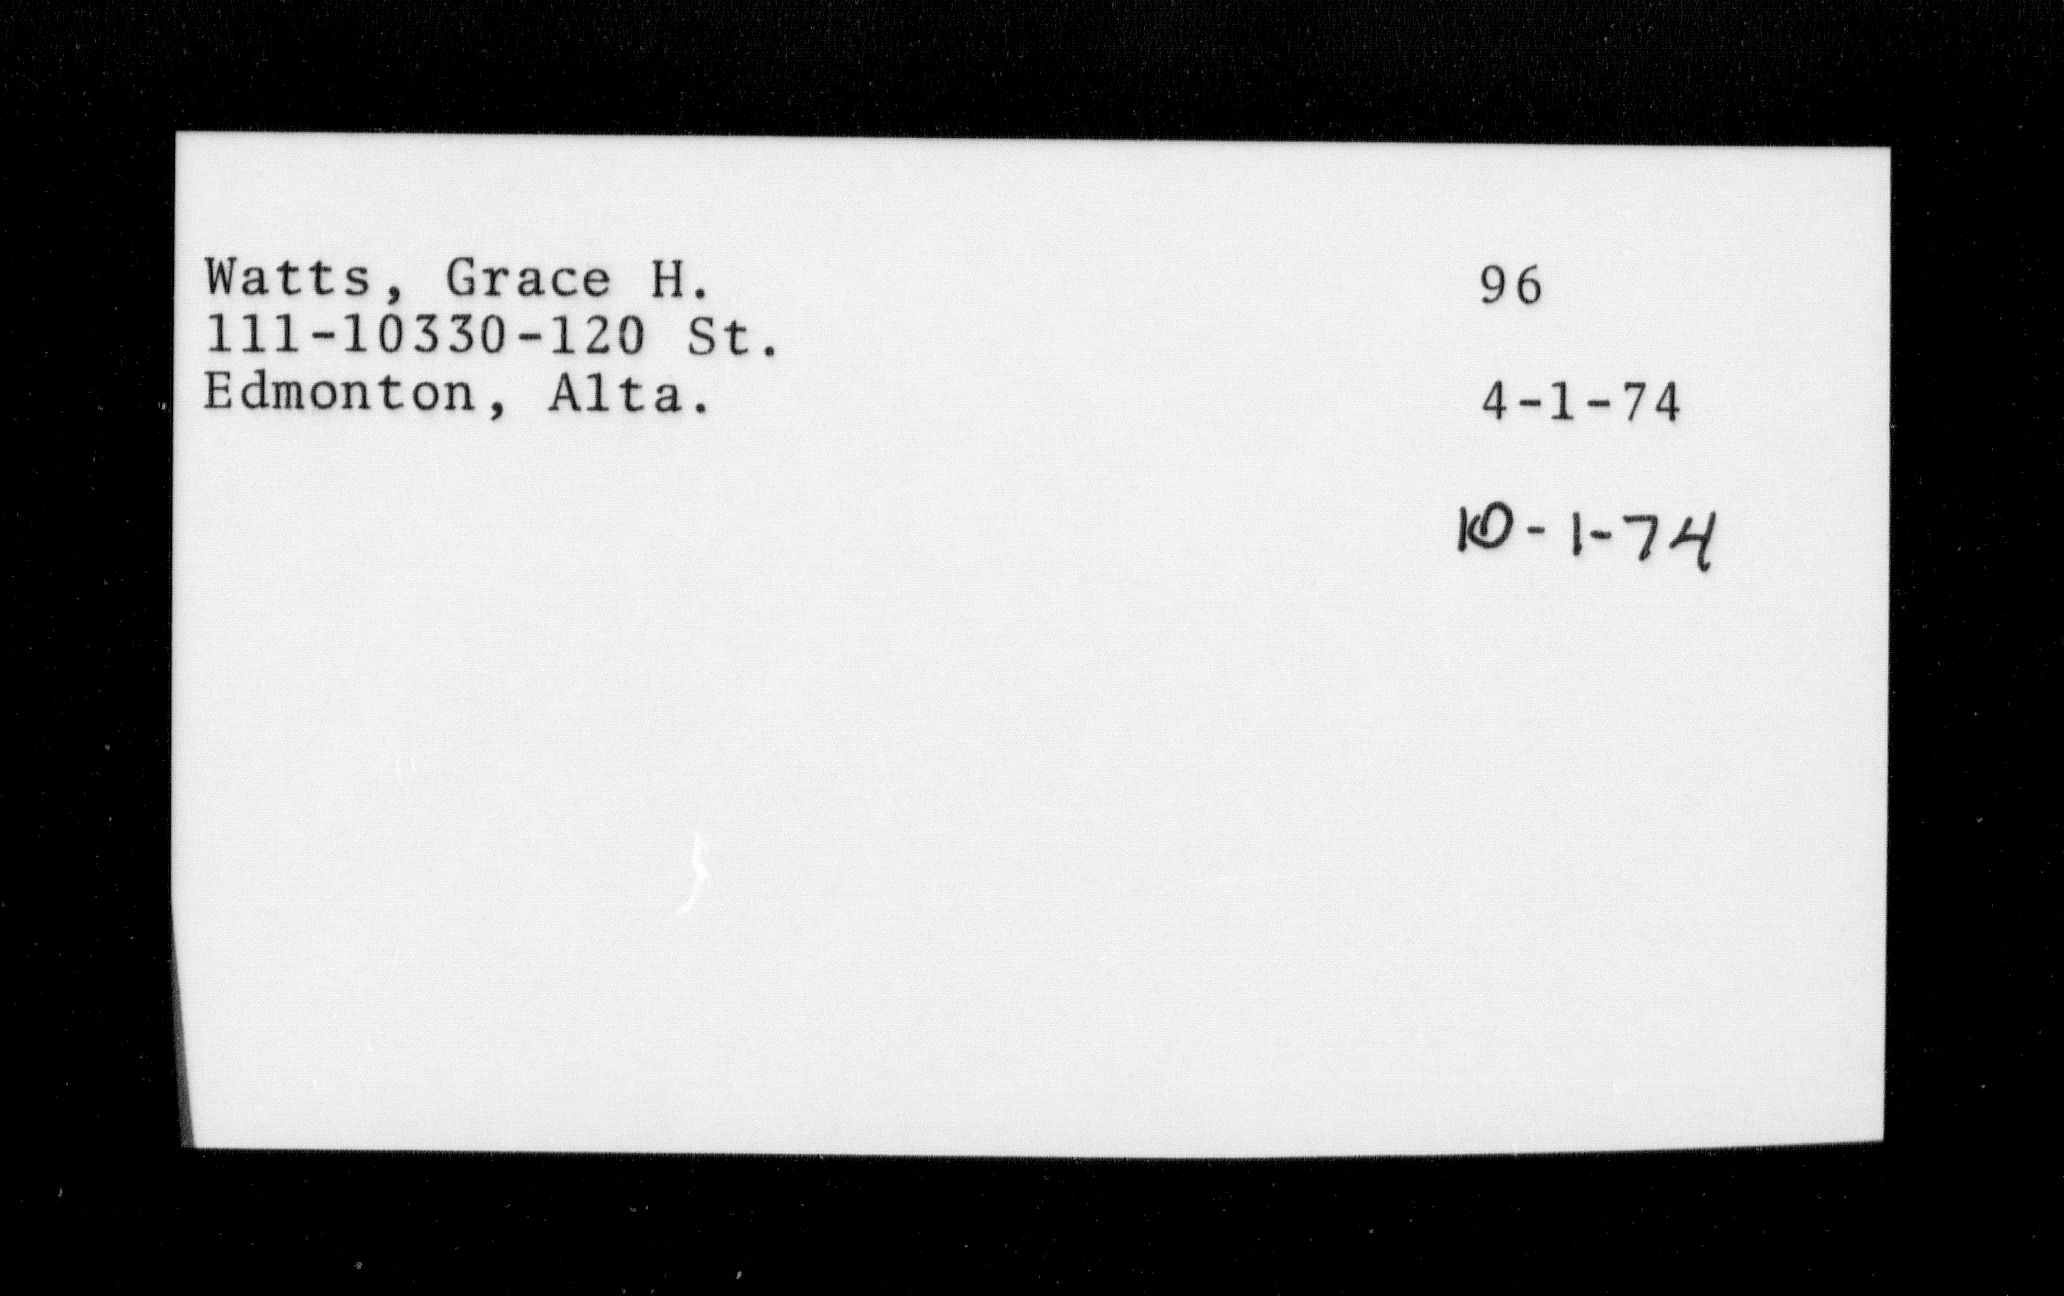 Watts, Grace H.
111-10330-120 St.
Edmonton, Alta.
96
4-1-74
10-1-74